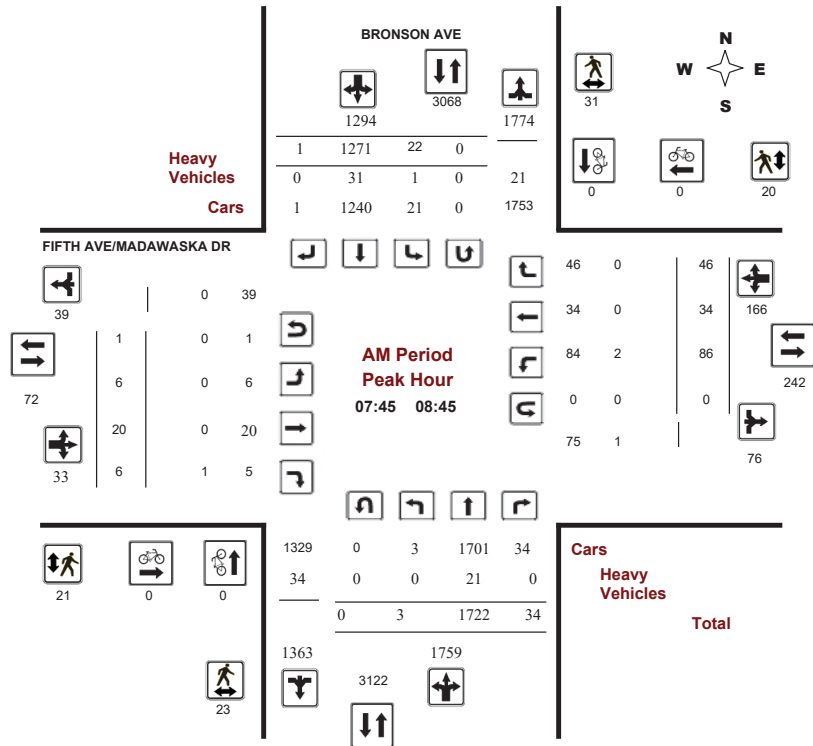 BRONSON AVE
N
W E
S
3068
31
1294 1774
1 1271 22 0
Heavy
Vehicles
0 31 1 0 21
Cars
1 1240 21 0 1753
0 0 20
FIFTH AVE/MADAWASKA DR
39
0 39
1 0 1
72
6 0 6
20 0 20
33
6 1 5
AM Period
Peak Hour
07:45 08:45
46 0 46
166
34 0 34
84 2 86
242
0 0 0
75 1
76
1329 0 3 1701 34
Cars
34 0 0 21 0
Heavy
Vehicles
0 3 1722 34
Total
21 0 0
1363 1759
3122
23